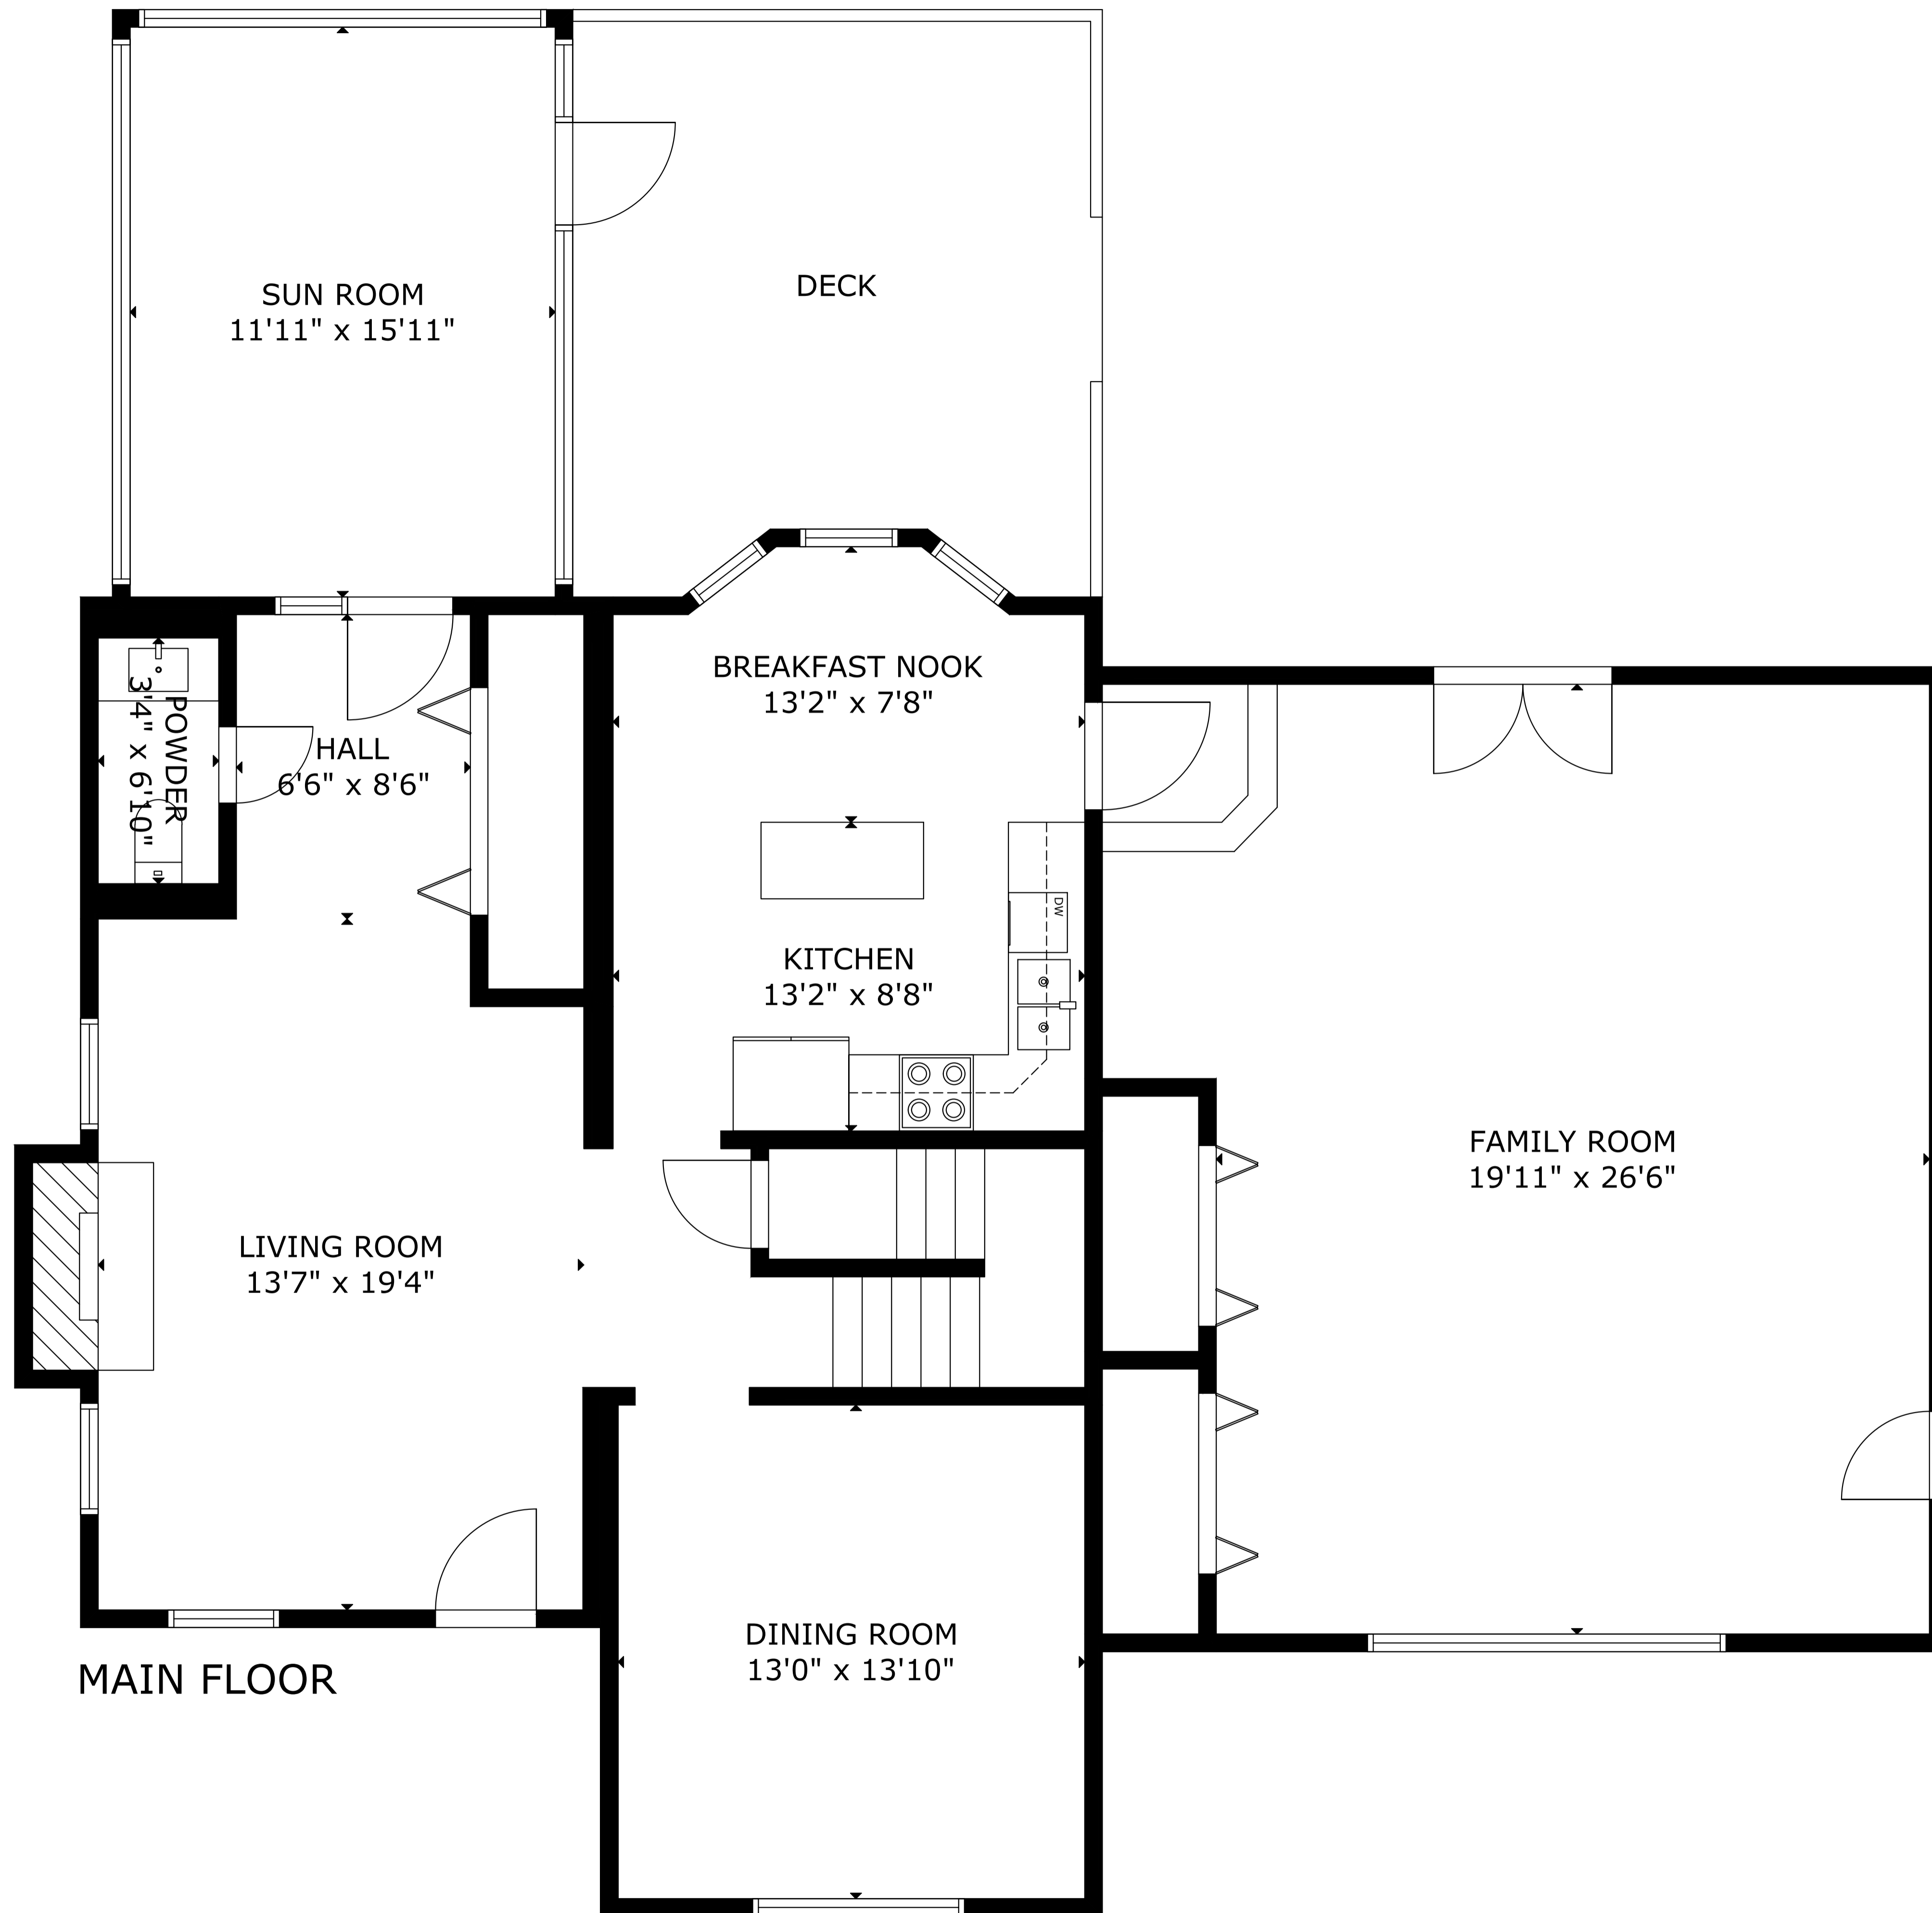 SUN ROOM
11'11" x 15'11"
DECK
BREAKFAST NOOK
13'2" x 7'8"
POWDER
3'4" x 6'10"
HALL
6'6" x 8'6"
DW
KITCHEN
13'2" x 8'8"
FAMILY ROOM
19'11" x 26'6"
LIVING ROOM
13'7" x 19'4"
DINING ROOM
13'0" x 13'10"
MAIN FLOOR